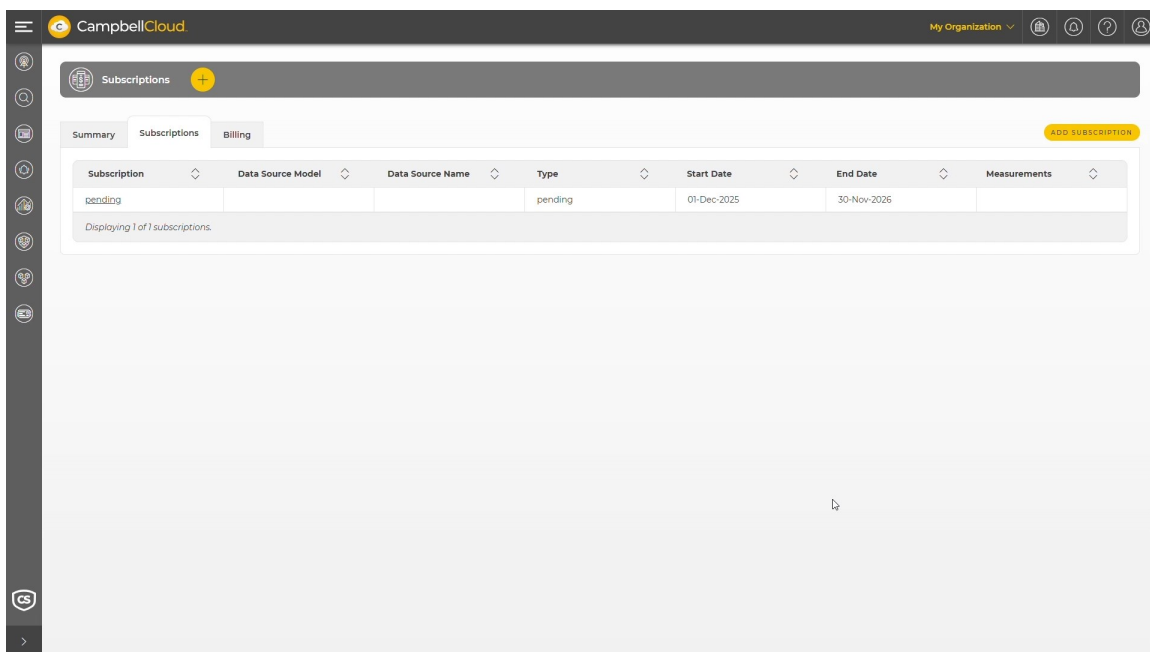 CampbellCloud.
My Organization
Subscriptions
Summary Subscriptions Billing
ADD SUBSCRIPTION
Subscription Data Source Model Data Source Name Type Start Date End Date Measurements
pending pending 01-Dec-2025 30-Nov-2026
Displaying 1 of 1 subscriptions.
CS